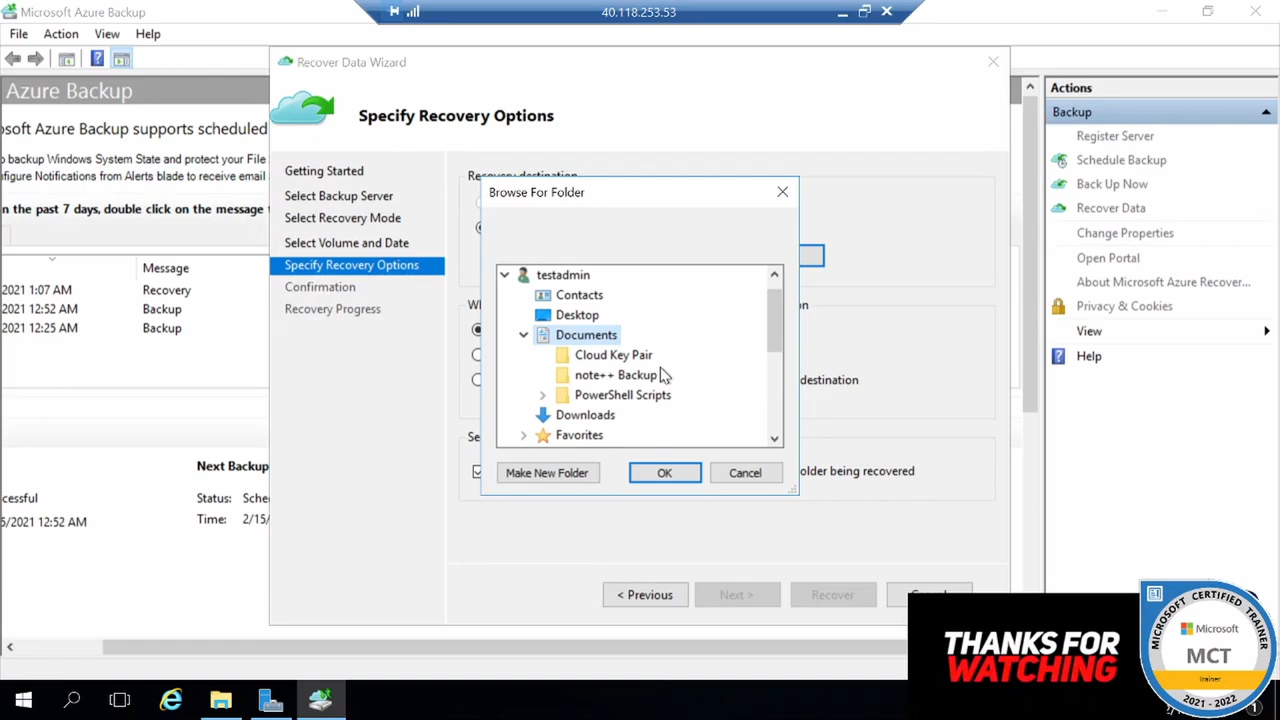 Microsoft Azure Backup
40.118.253.53
File Action View Help
Azure Backup
osoft Azure Backup supports scheduled
backup Windows System State and protect your File
figure Notifications from Alerts blade to receive email
n the past 7 days, double click on the message t
Message
2021 1:07 AM Recovery
2021 12:52 AM Backup
2021 12:25 AM Backup
Next Backup
cessful Status: Sche
5/2021 12:52 AM Time: 2/15/
Recover Data Wizard
Specify Recovery Options
Getting Started
Select Backup Server
Select Recovery Mode
Select Volume and Date
Specify Recovery Options
Confirmation
Recovery Progress
Recovery destination
Browse For Folder
testadmin
Contacts
Desktop
Documents
Cloud Key Pair
note++ Backup
PowerShell Scripts
Downloads
Favorites
Make New Folder OK Cancel
Wh
on
destination
Se
older being recovered
< Previous Next > Recover
Actions
Backup
Register Server
Schedule Backup
Back Up Now
Recover Data
Change Properties
Open Portal
About Microsoft Azure Recover...
Privacy & Cookies
View
Help
THANKS FOR
WATCHING
MICROSOFT CERTIFIED TRAINER
Microsoft
MCT
Trainer
2021 - 2022